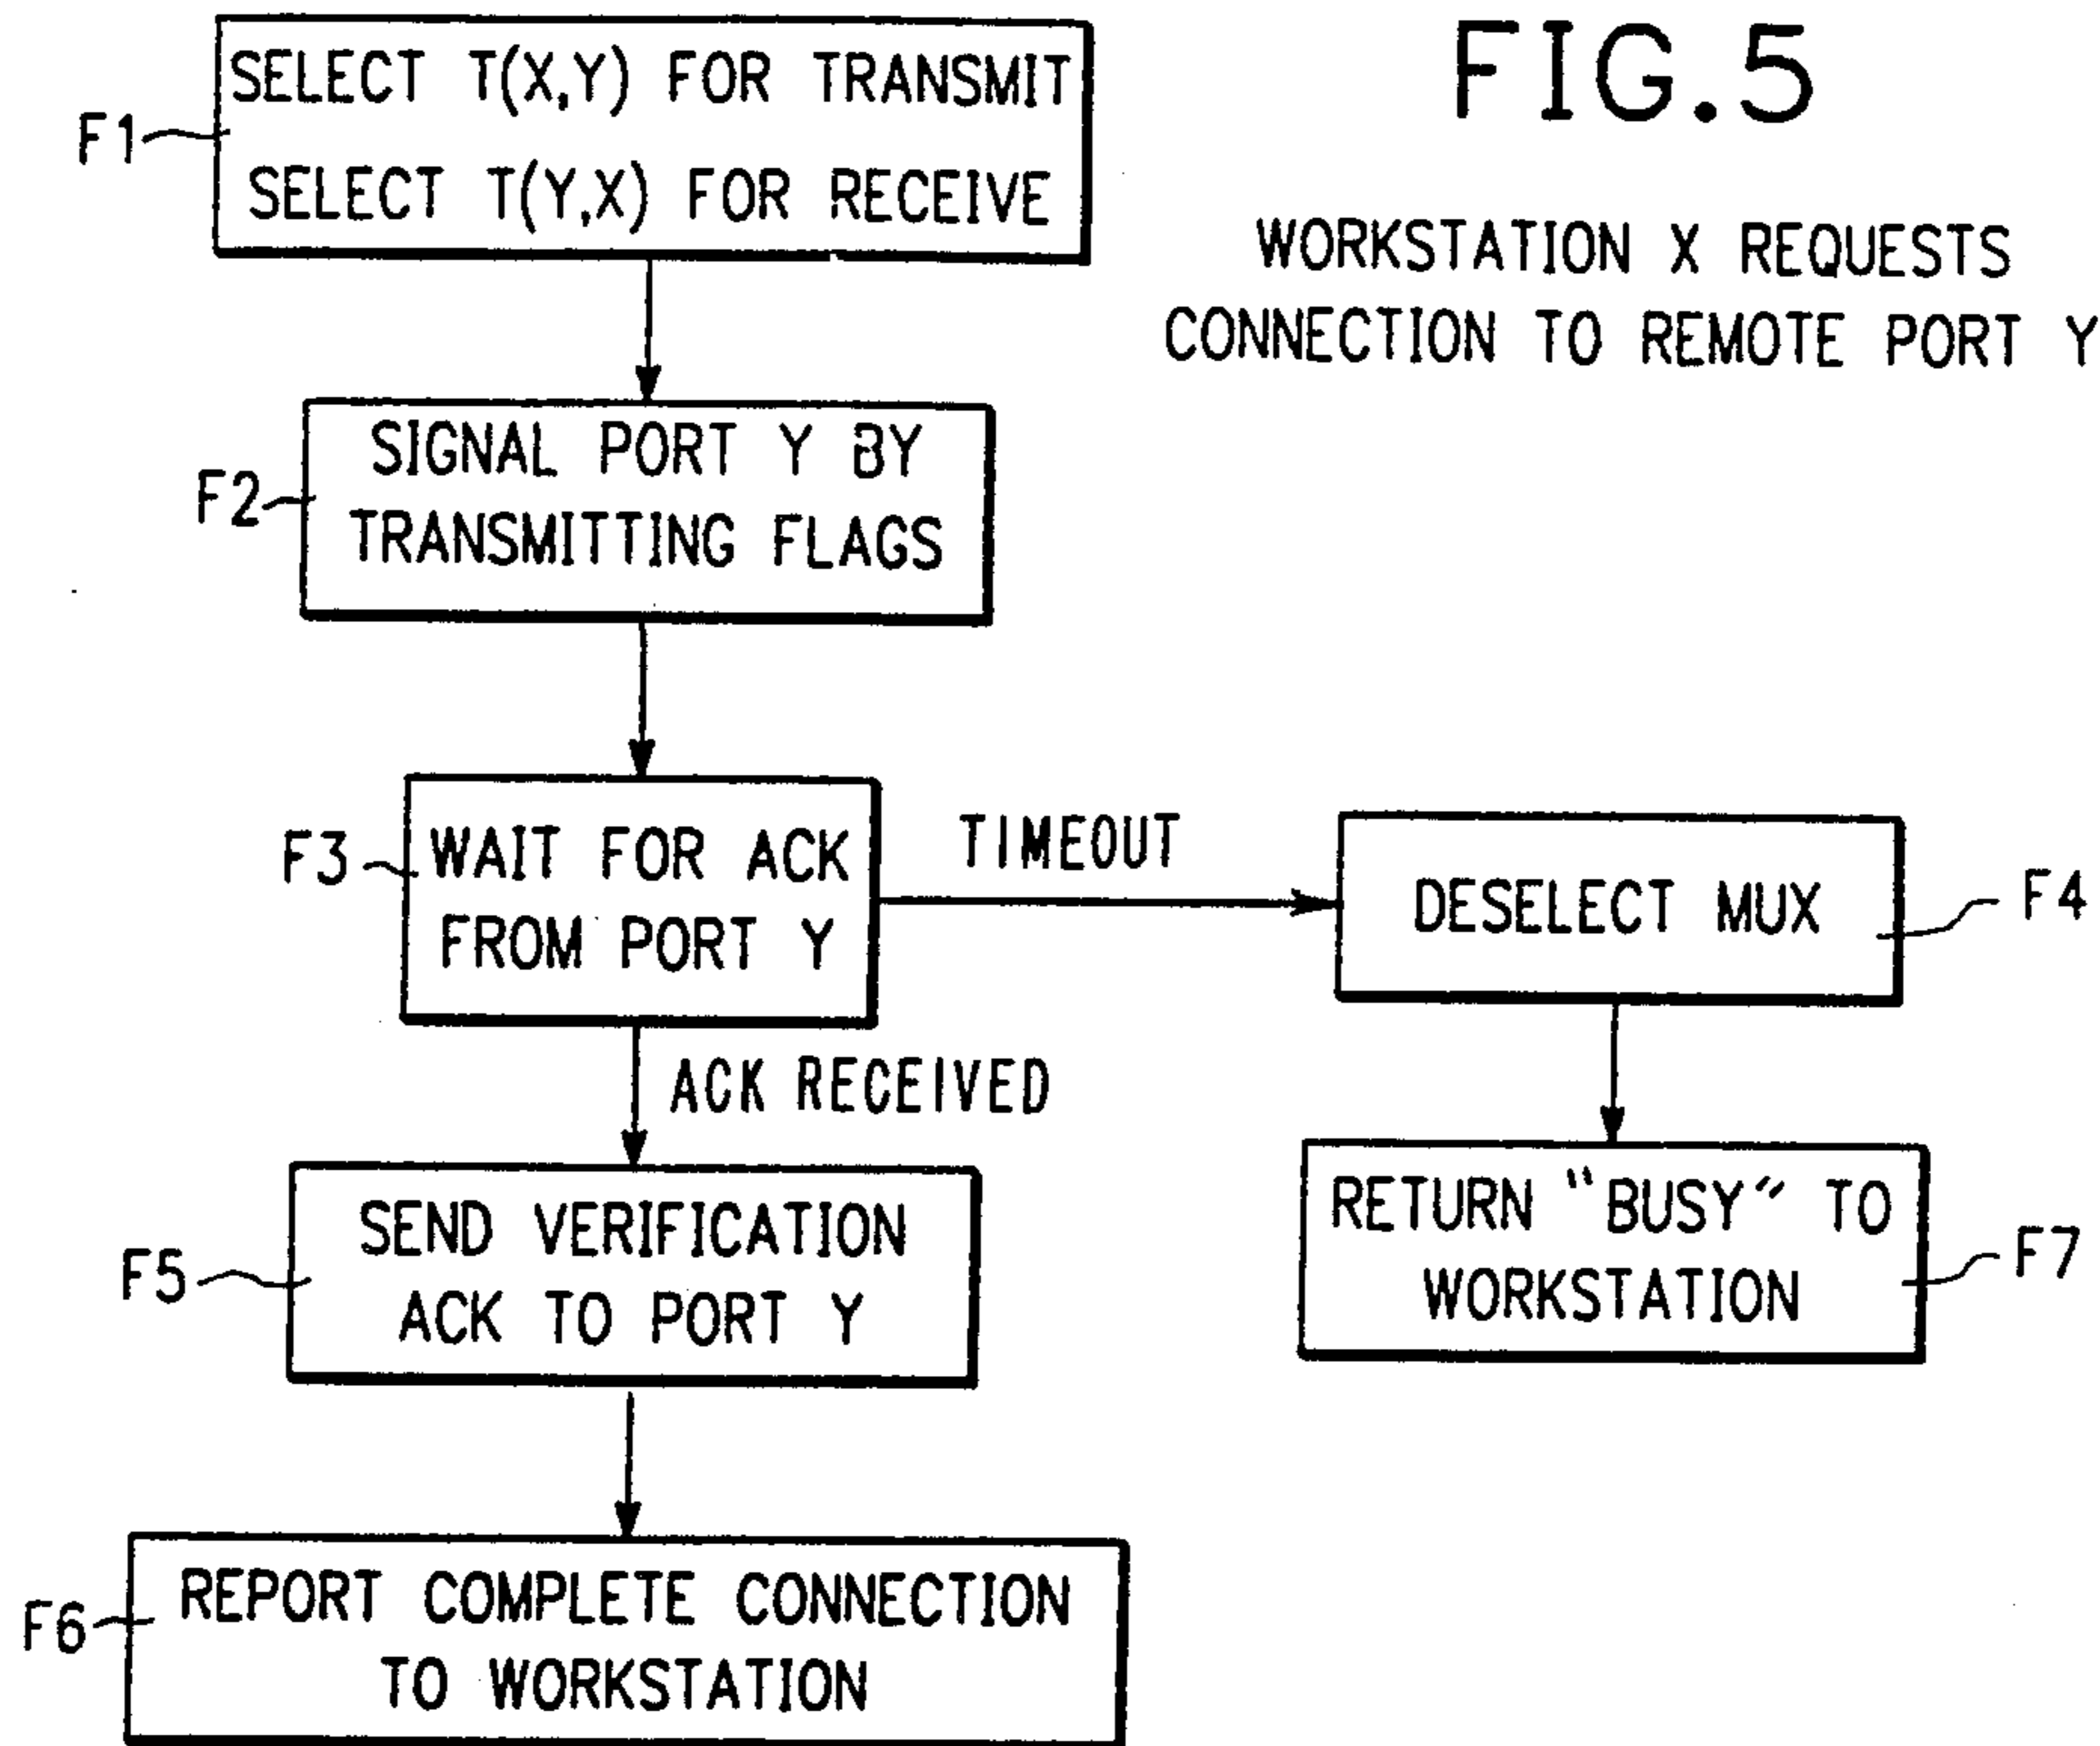 FIG.5
WORKSTATION X REQUESTS
CONNECTION TO REMOTE PORT Y
F1
SELECT T(X,Y) FOR TRANSMIT
SELECT T(Y,X) FOR RECEIVE
F2
SIGNAL PORT Y BY
TRANSMITTING FLAGS
F3
WAIT FOR ACK
FROM PORT Y
TIMEOUT
DESELECT MUX
F4
ACK RECEIVED
RETURN "BUSY" TO
WORKSTATION
F7
F5
SEND VERIFICATION
ACK TO PORT Y
F6
REPORT COMPLETE CONNECTION
TO WORKSTATION